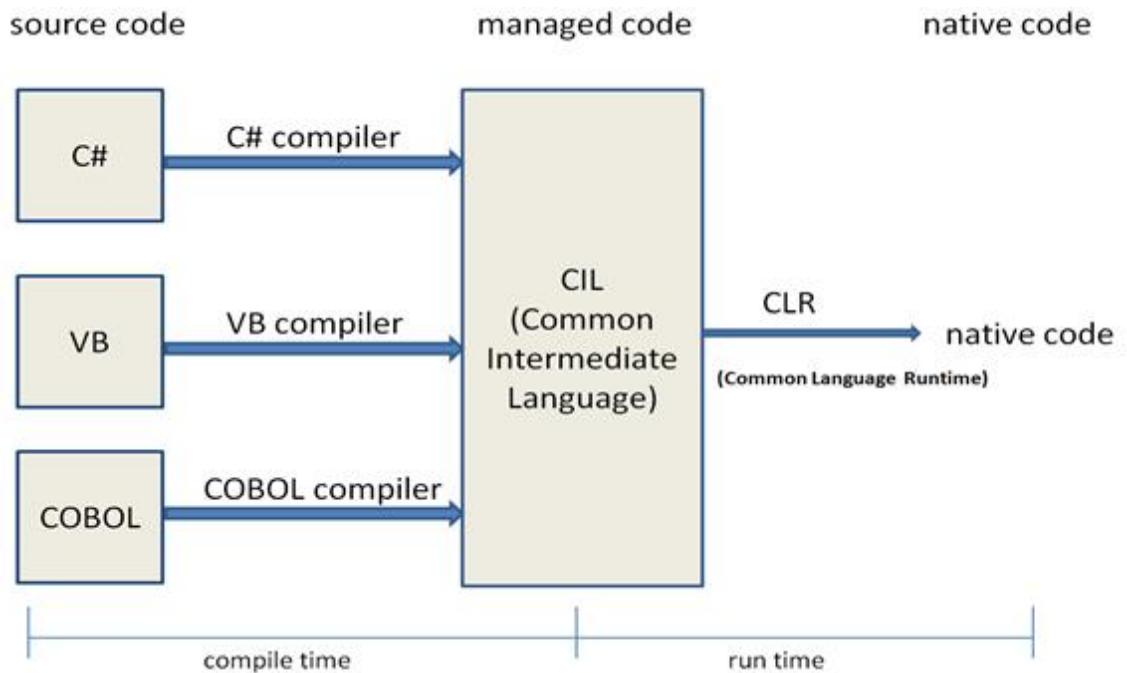 source code
managed code
native code
C#
C# compiler
VB
VB compiler
COBOL
COBOL compiler
CIL
(Common
Intermediate
Language)
CLR
(Common Language Runtime)
native code
compile time
run time